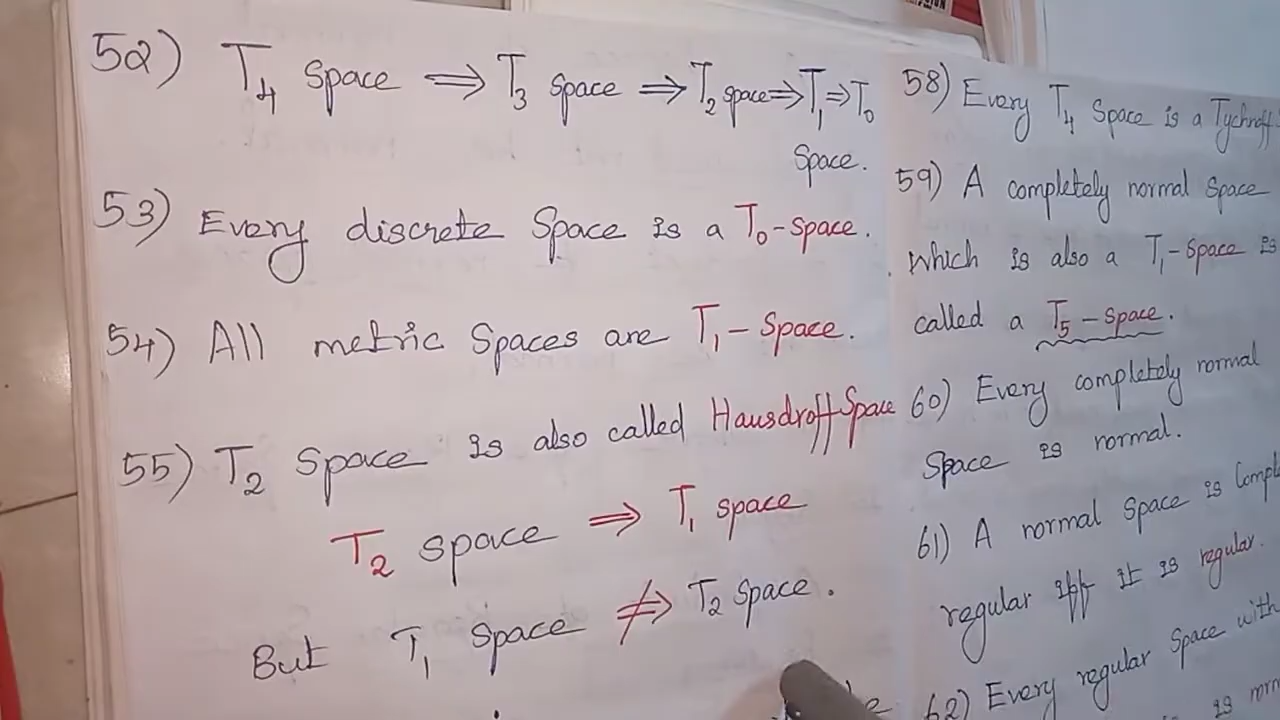 52) T4 Space ⟹ T3 Space ⟹ T2 space ⟹ T1 ⟹ T0
Space.
53) Every discrete Space is a T0-space.
54) All metric Spaces are T1-Space.
55) T2 Space is also called Hausdroff Space
T2 space ⟹ T1 space
But T1 space ⇏ T2 space.
58) Every T4 Space is a Tychnoff
59) A completely normal Space
which is also a T1-space is
called a T5-space.
60) Every completely normal
Space is normal.
61) A normal Space is Compl
regular iff it is regular.
62) Every regular Space with
is norm